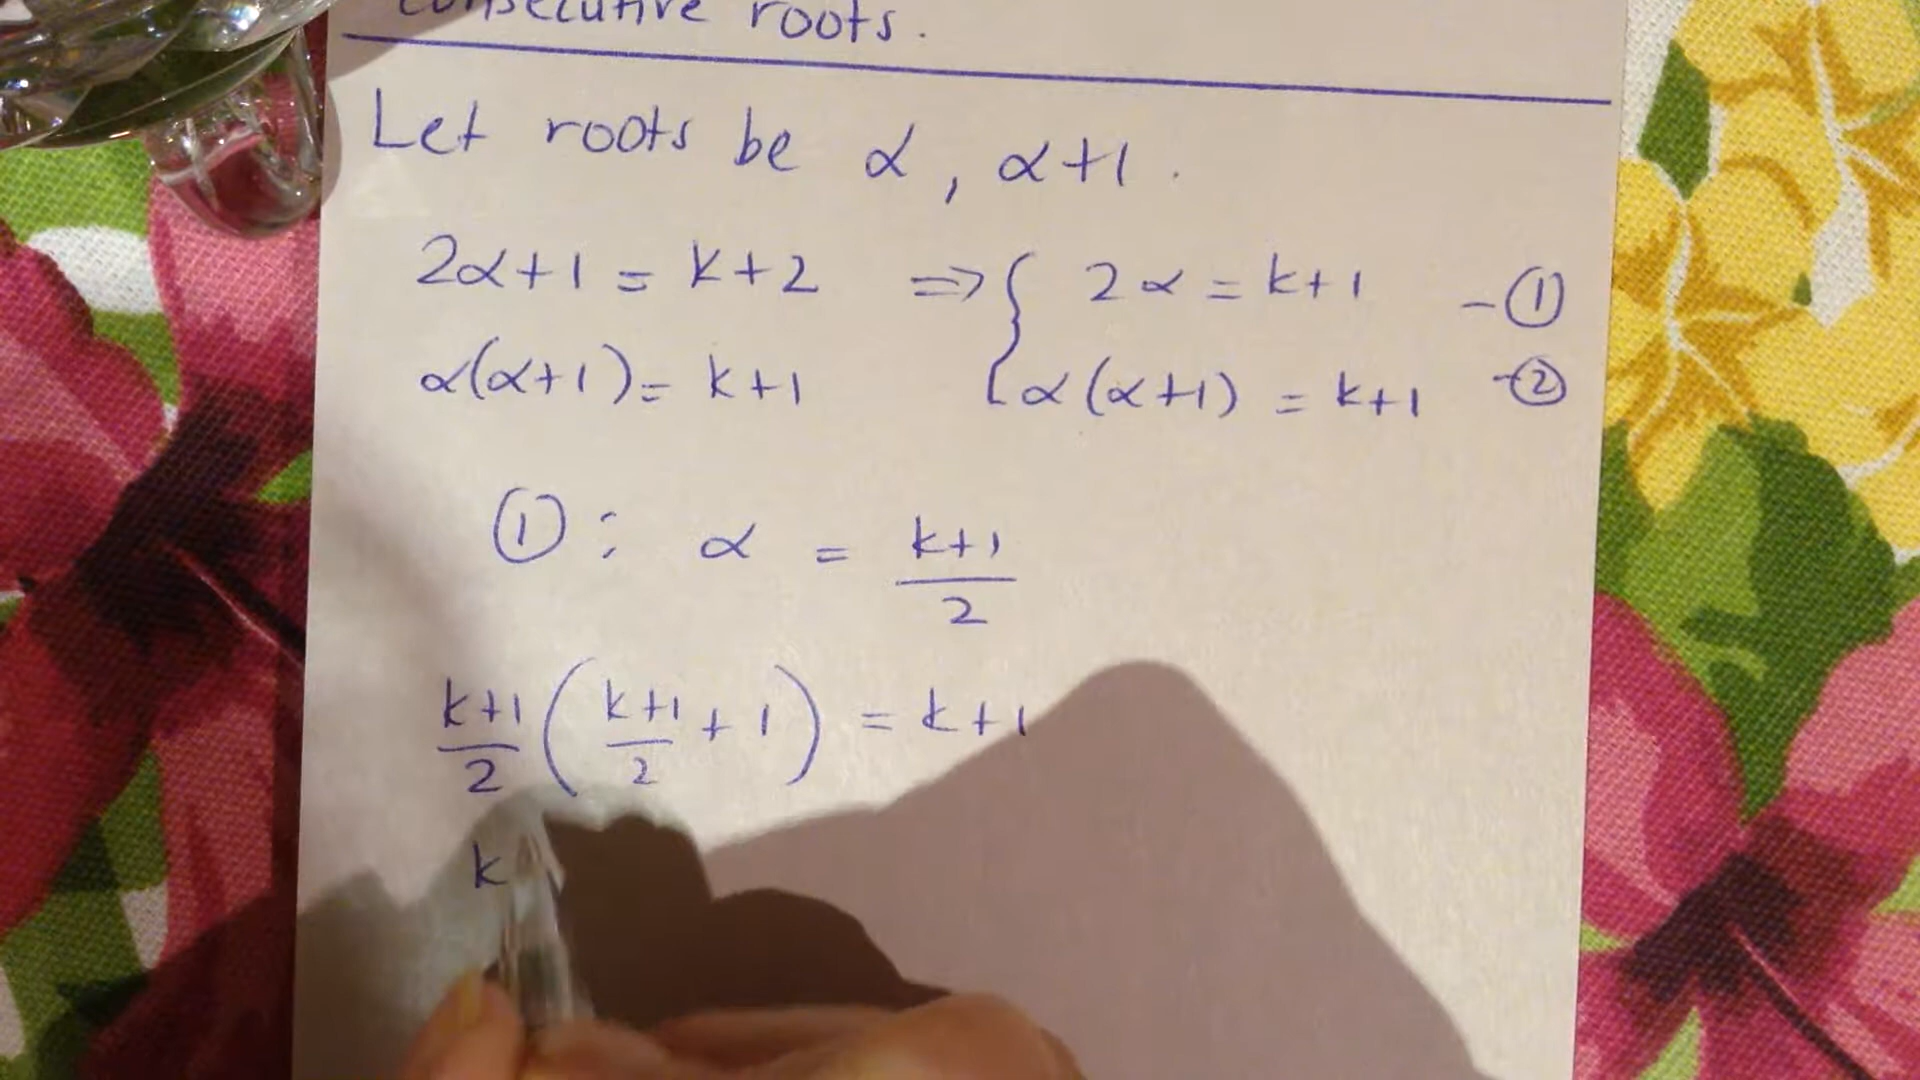 consecutive roots.
Let roots be α, α+1.
2α+1 = k+2 ⇒ { 2α = k+1 -①
α(α+1) = k+1 α(α+1) = k+1 -②
①: α = k+1/2
k+1/2 (k+1/2 + 1) = k+1
k